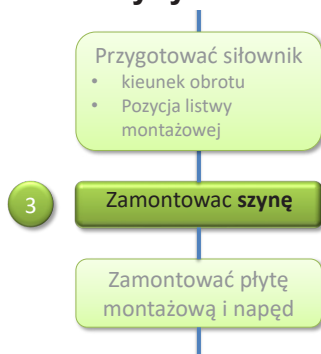 Przygotować siłownik
• kieunek obrotu
• Pozycja listwy
montażowej
3
Zamontowac szynę
Zamontować płytę
montażową i napęd